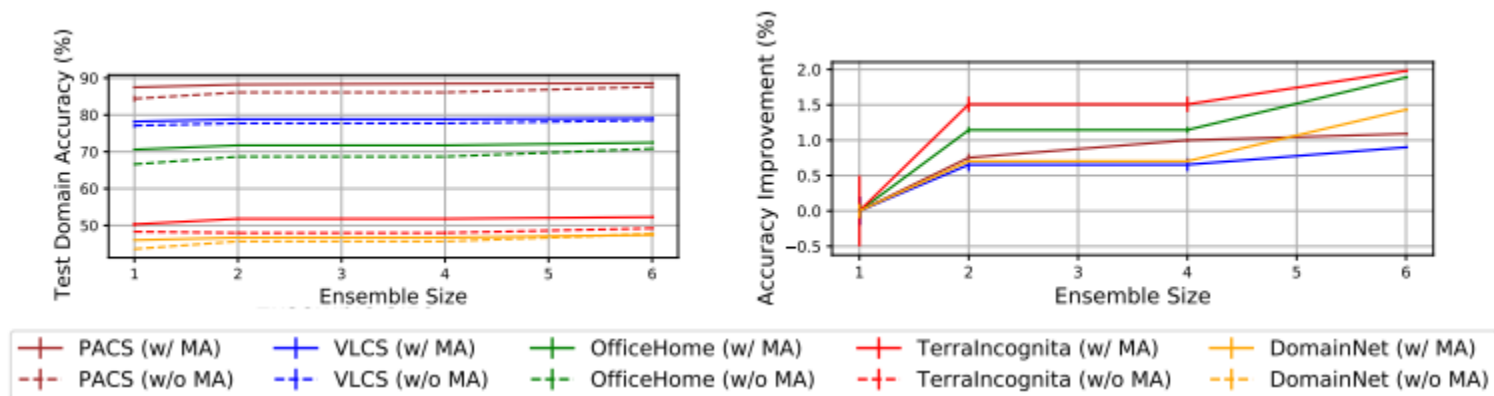 Test Domain Accuracy (%)
90
80
70
60
50
1 2 3 4 5 6
Ensemble Size
Accuracy Improvement (%)
2.0
1.5
1.0
0.5
0.0
−0.5
1 2 3 4 5 6
Ensemble Size
PACS (w/ MA) VLCS (w/ MA) OfficeHome (w/ MA) TerraIncognita (w/ MA) DomainNet (w/ MA)
PACS (w/o MA) VLCS (w/o MA) OfficeHome (w/o MA) TerraIncognita (w/o MA) DomainNet (w/o MA)